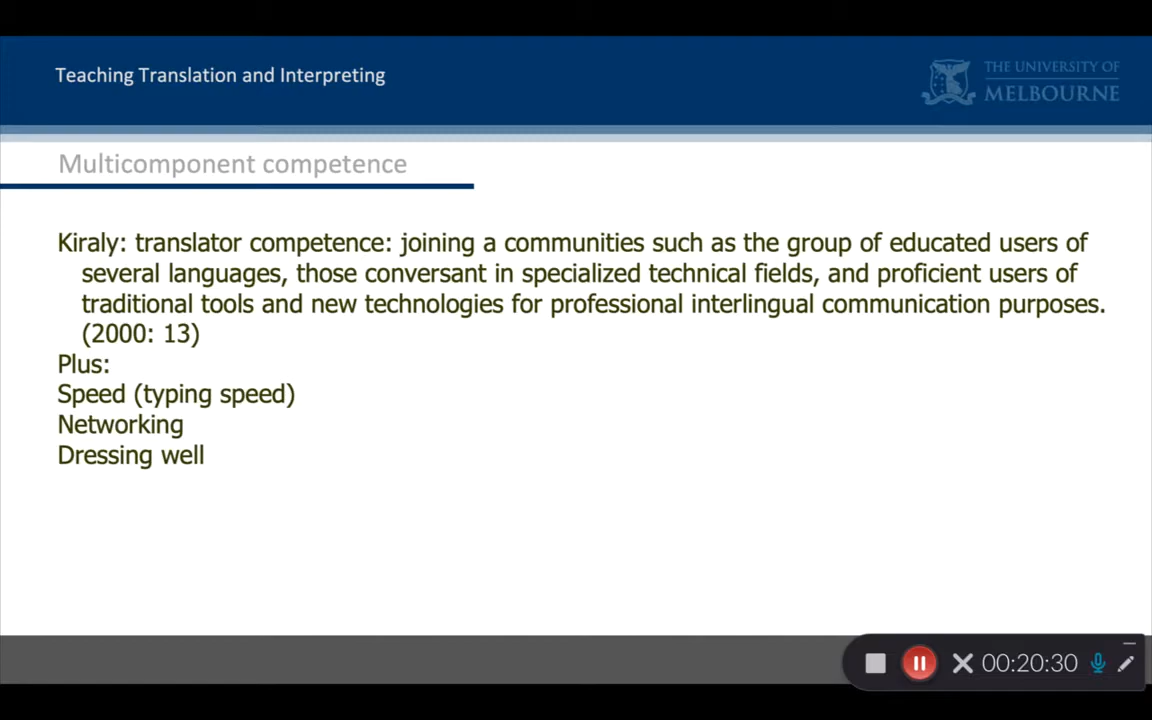 Teaching Translation and Interpreting
THE UNIVERSITY OF
MELBOURNE
Multicomponent competence
Kiraly: translator competence: joining a communities such as the group of educated users of
several languages, those conversant in specialized technical fields, and proficient users of
traditional tools and new technologies for professional interlingual communication purposes.
(2000: 13)
Plus:
Speed (typing speed)
Networking
Dressing well
00:20:30